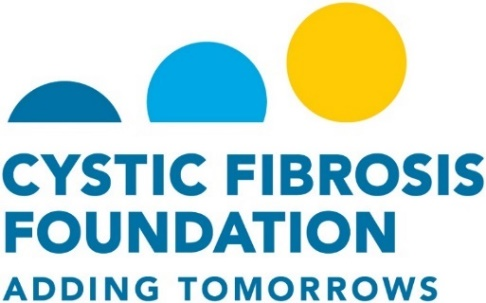 CYSTIC FIBROSIS
FOUNDATION
ADDING TOMORROWS